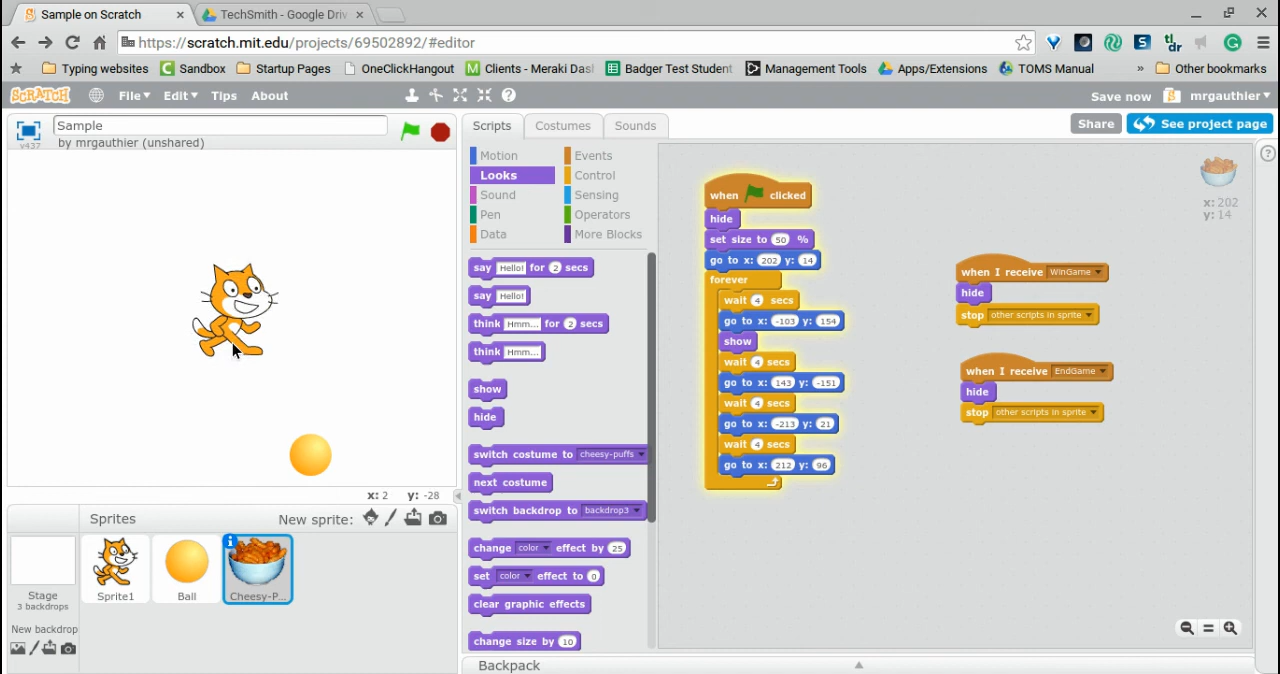 Sample on Scratch
TechSmith - Google Driv
https://scratch.mit.edu/projects/69502892/#editor
Typing websites
Sandbox
Startup Pages
OneClickHangout
Clients - Meraki Das
Badger Test Student
Management Tools
Apps/Extensions
TOMS Manual
»
Other bookmarks
SCRATCH
File
Edit
Tips
About
Save now
mrgauthier
v437
Sample
by mrgauthier (unshared)
Scripts
Costumes
Sounds
Share
See project page
Motion
Looks
Sound
Pen
Data
Events
Control
Sensing
Operators
More Blocks
say Hello! for 2 secs
say Hello!
think Hmm... for 2 secs
think Hmm...
show
hide
switch costume to cheesy-puffs
next costume
switch backdrop to backdrop3
change color effect by 25
set color effect to 0
clear graphic effects
change size by 10
when clicked
hide
set size to 50 %
go to x: 202 y: 14
forever
wait 4 secs
go to x: -103 y: 154
show
wait 4 secs
go to x: 143 y: -151
wait 4 secs
go to x: -213 y: 21
wait 4 secs
go to x: 212 y: 96
when I receive WinGame
hide
stop other scripts in sprite
when I receive EndGame
hide
stop other scripts in sprite
x: 202
y: 14
x: 2 y: -28
Sprites
New sprite:
Stage
3 backdrops
New backdrop
Sprite1
Ball
Cheesy-P...
Backpack